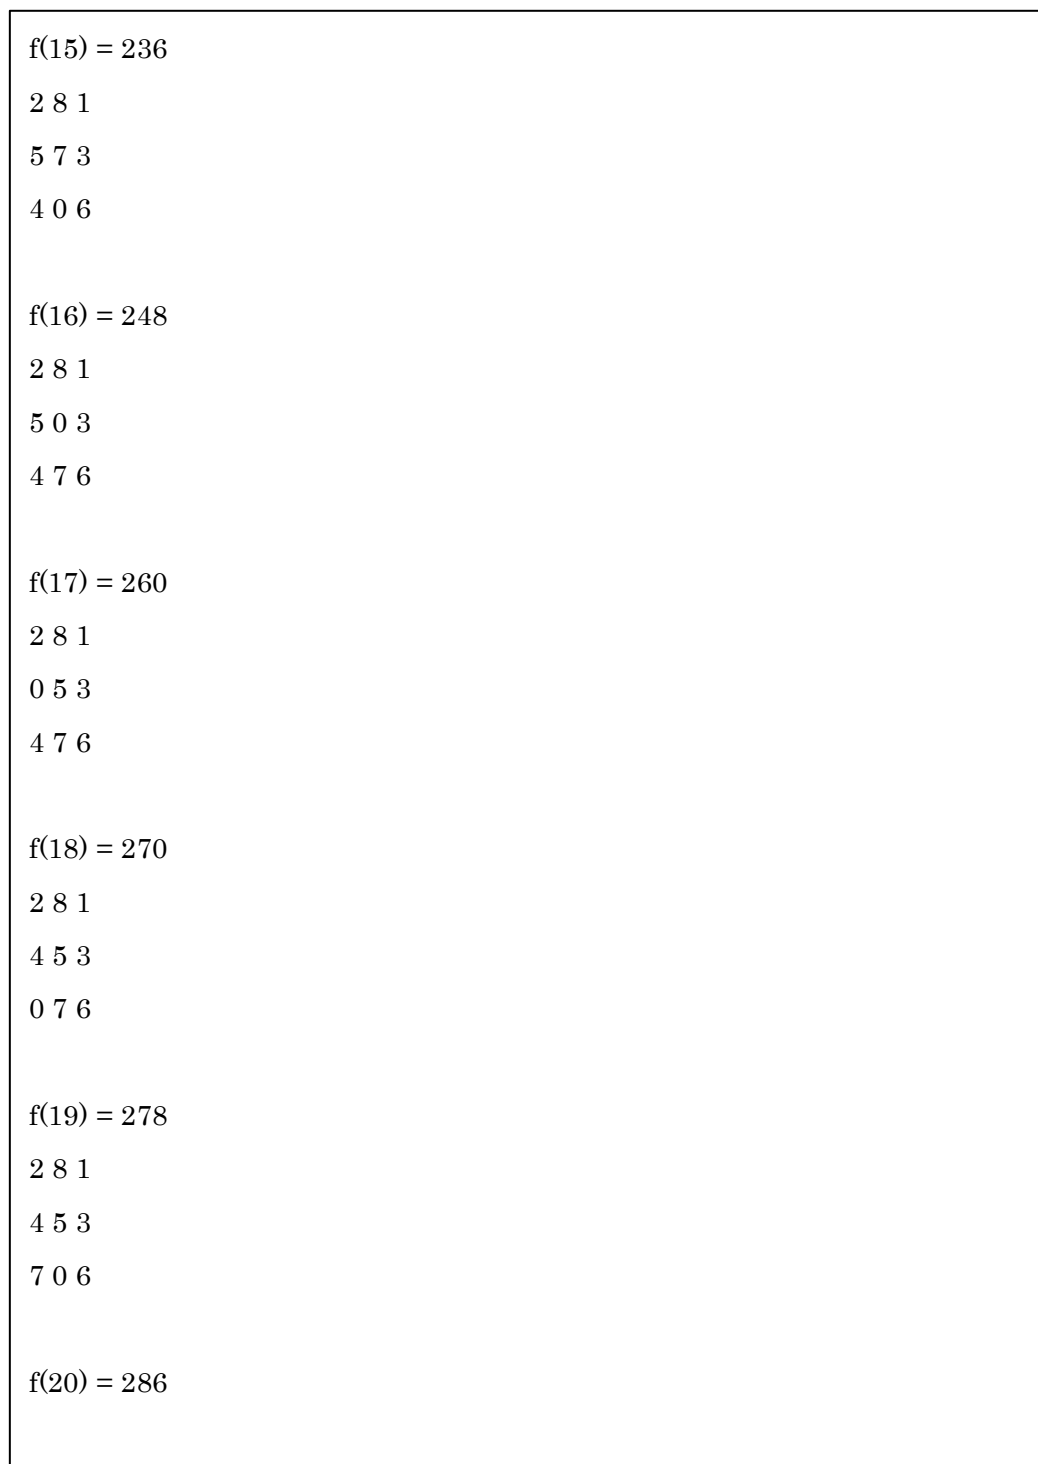 f(15) = 236
2 8 1
5 7 3
4 0 6
f(16) = 248
2 8 1
5 0 3
4 7 6
f(17) = 260
2 8 1
0 5 3
4 7 6
f(18) = 270
2 8 1
4 5 3
0 7 6
f(19) = 278
2 8 1
4 5 3
7 0 6
f(20) = 286